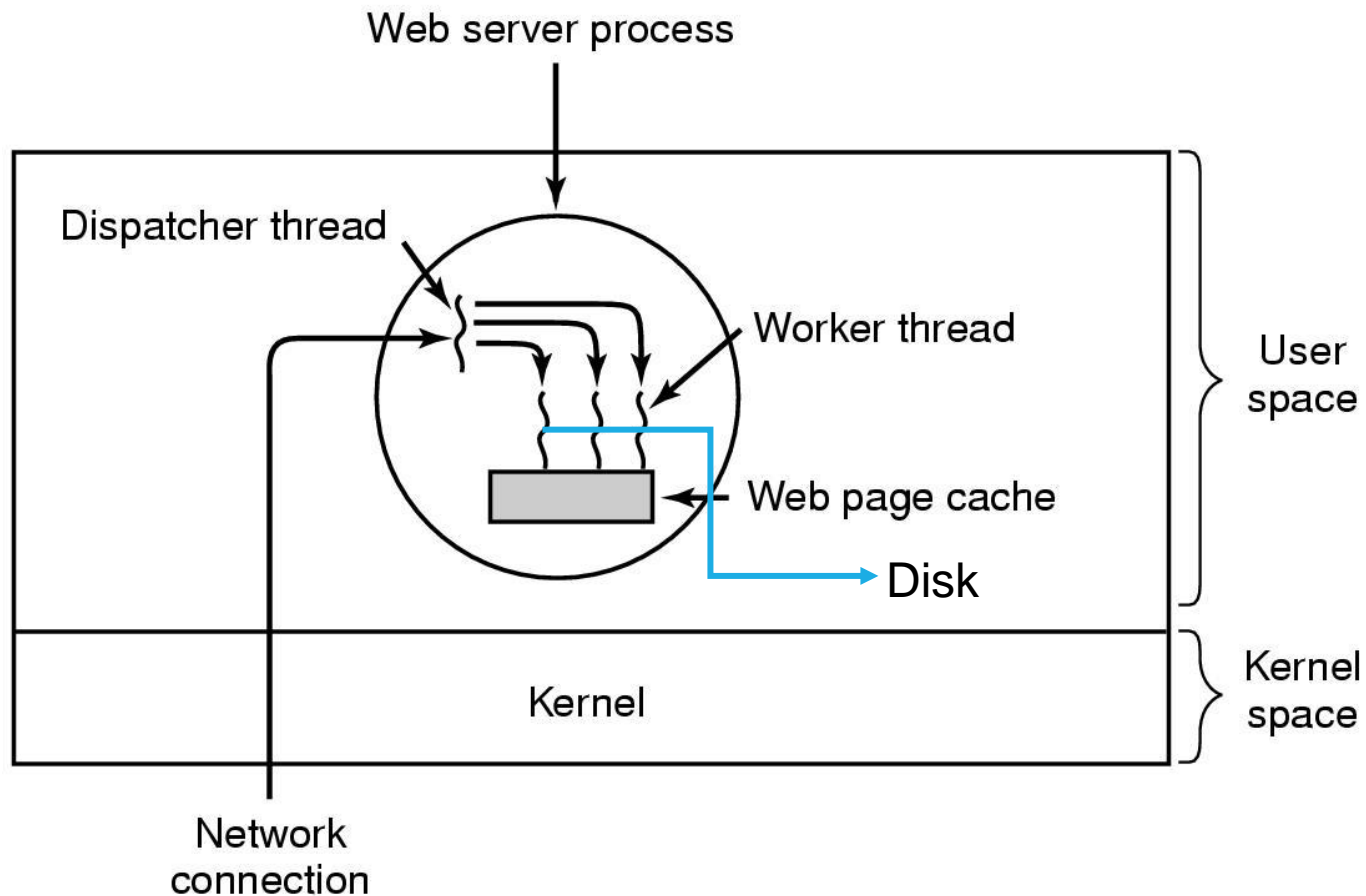 Web server process
Dispatcher thread
Worker thread
User
space
Web page cache
Disk
Kernel
Kernel
space
Network
connection